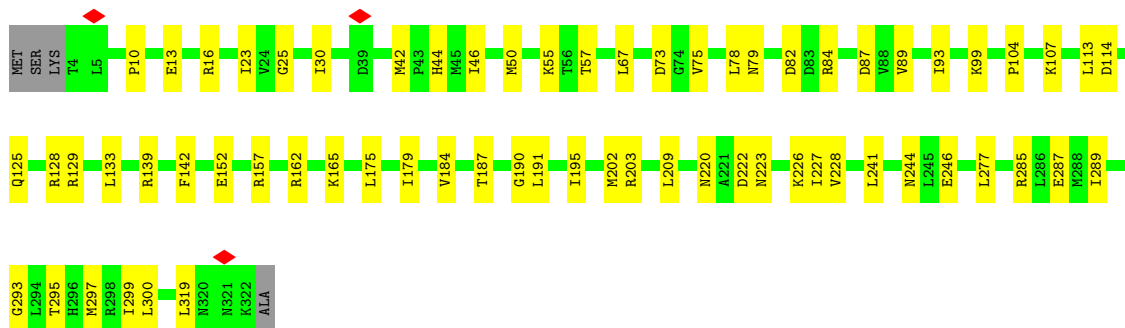 MET SER LYS T4 L5 P10 E13 R16 I23 V24 G25 I30 D39 M42 P43 H44 M45 I46 M50 K55 T56 T57 L67 D73 G74 V75 L78 N79 D82 D83 R84 D87 V88 V89 I93 K99 P104 K107 L113 D114
Q125 R128 R129 L133 R139 F142 E152 R157 R162 K165 L175 I179 V184 T187 G190 L191 I195 M202 R203 L209 N220 A221 D222 N223 K226 I227 V228 L241 N244 L245 E246 L277 R285 L286 E287 M288 I289
G293 L294 T295 H296 M297 R298 I299 L300 L319 N320 N321 K322 ALA